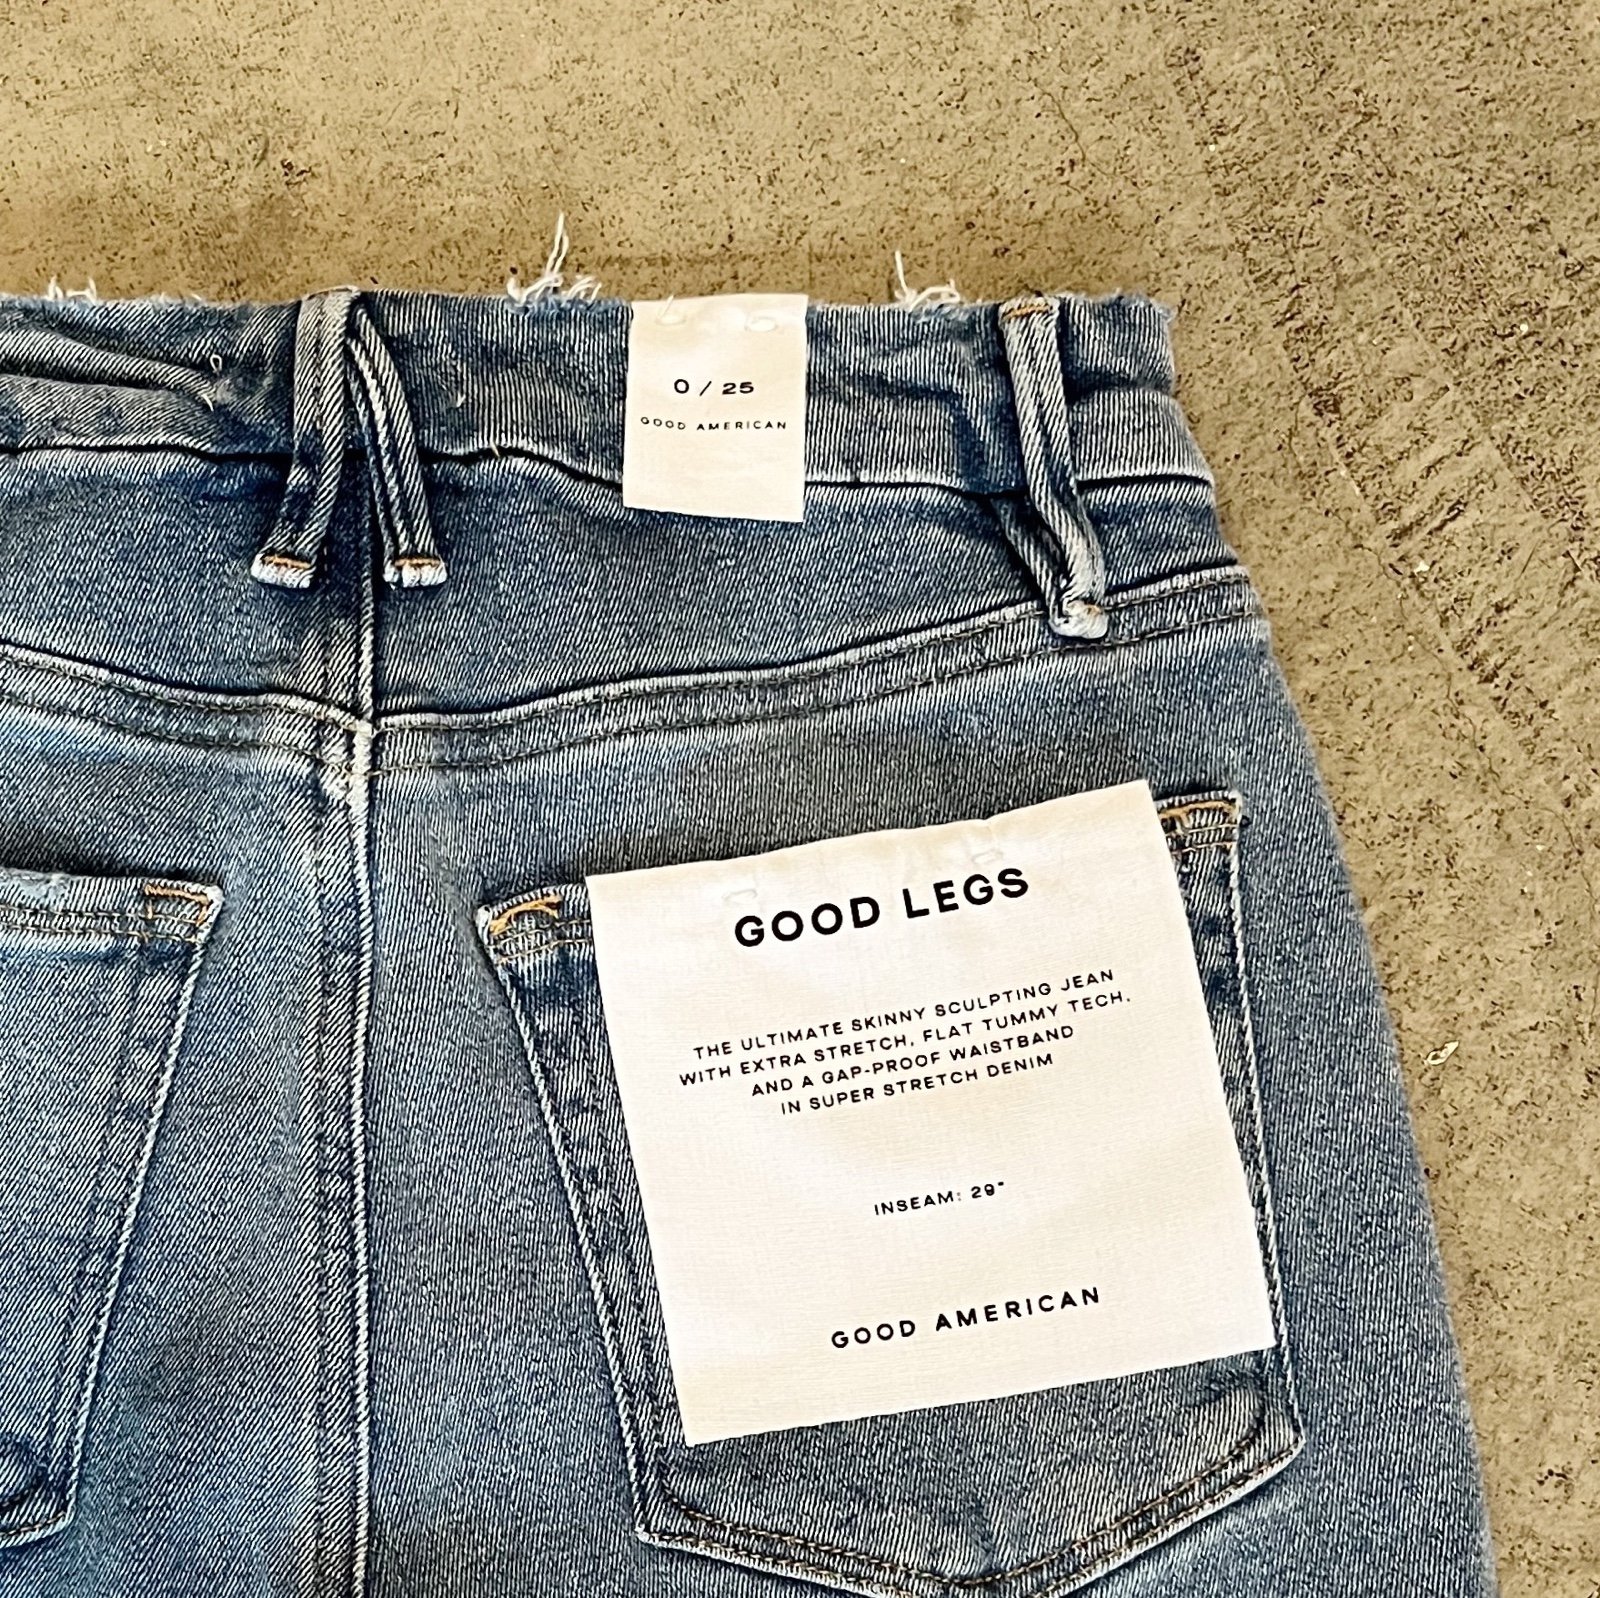 0 / 25
GOOD AMERICAN
GOOD LEGS
THE ULTIMATE SKINNY SCULPTING JEAN
WITH EXTRA STRETCH, FLAT TUMMY TECH,
AND A GAP-PROOF WAISTBAND
IN SUPER STRETCH DENIM
INSEAM: 29"
GOOD AMERICAN